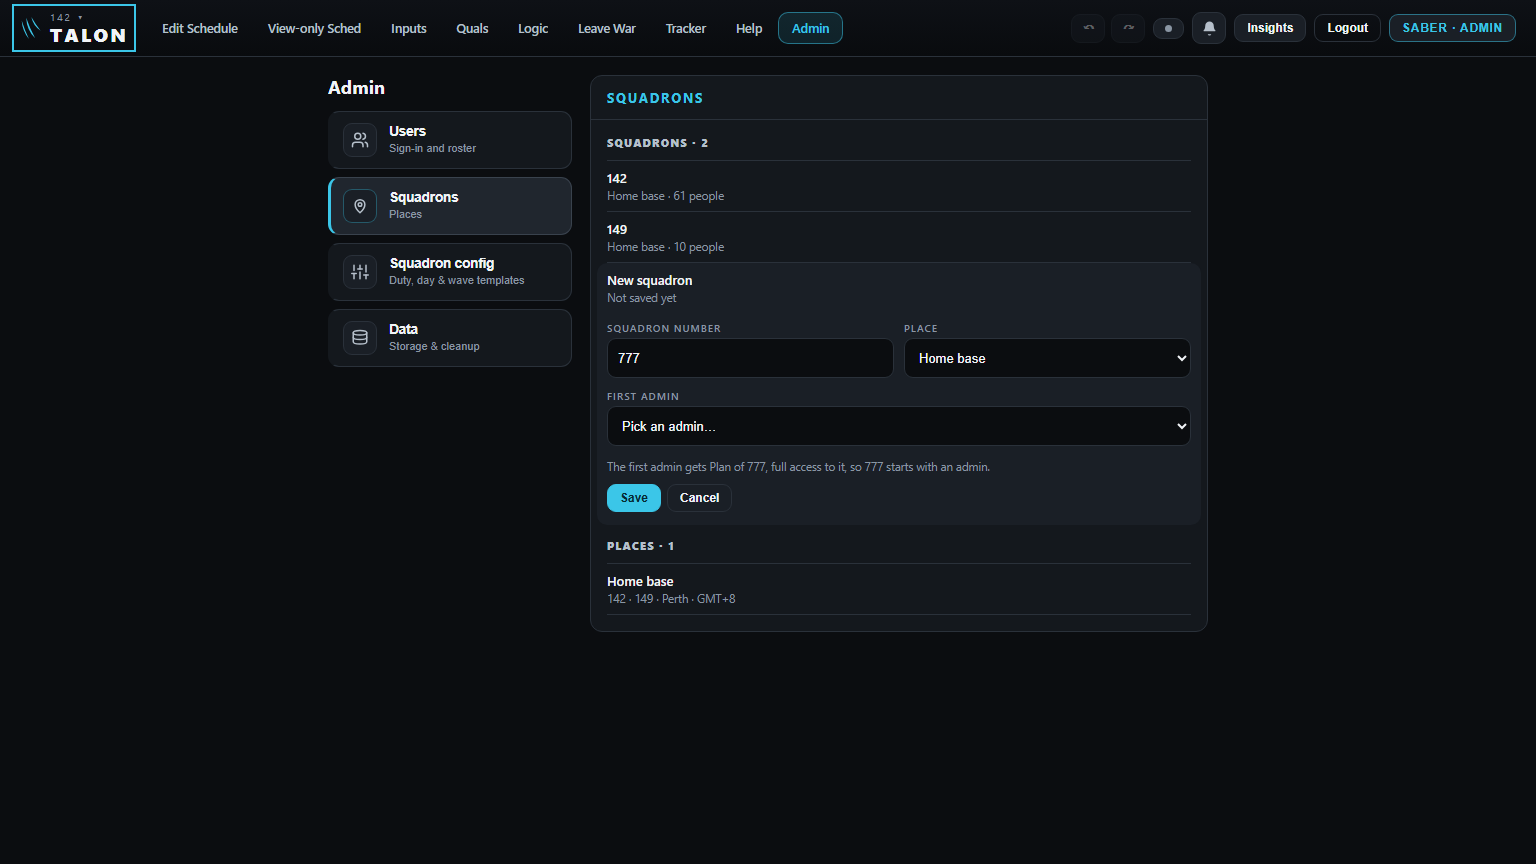 142 ▾
TALON
Edit Schedule
View-only Sched
Inputs
Quals
Logic
Leave War
Tracker
Help
Admin
Insights
Logout
SABER · ADMIN
Admin
Users
Sign-in and roster
Squadrons
Places
Squadron config
Duty, day & wave templates
Data
Storage & cleanup
SQUADRONS
SQUADRONS · 2
142
Home base · 61 people
149
Home base · 10 people
New squadron
Not saved yet
SQUADRON NUMBER
PLACE
777
Home base
FIRST ADMIN
Pick an admin...
The first admin gets Plan of 777, full access to it, so 777 starts with an admin.
Save
Cancel
PLACES · 1
Home base
142 · 149 · Perth · GMT+8